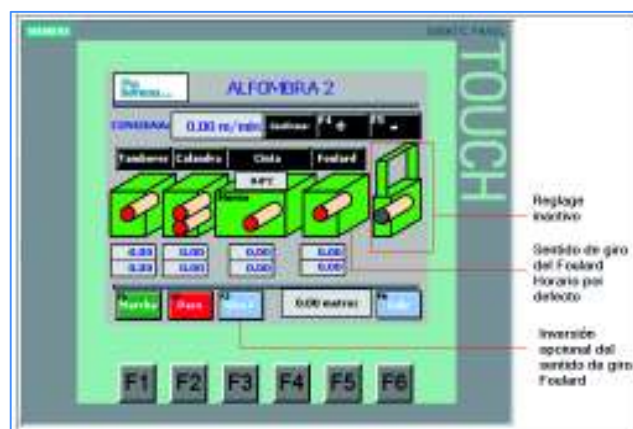 SIEMENS
SIMATIC PANEL
TOUCH
ALFOMBRA 2
CONSIGNA
0.00 m/min
F4 +
F5 -
Tambores Calandra Cinta Foulard
0.00 0.00 0.00 0.00
0.00 0.00 0.00 0.00
Marcha
Paro
0.00 metros
F1 F2 F3 F4 F5 F6
Reglage
inactivo
Sentido de giro
del Foulard
Horario por
defecto
Inversión
opcional del
sentido de giro
Foulard